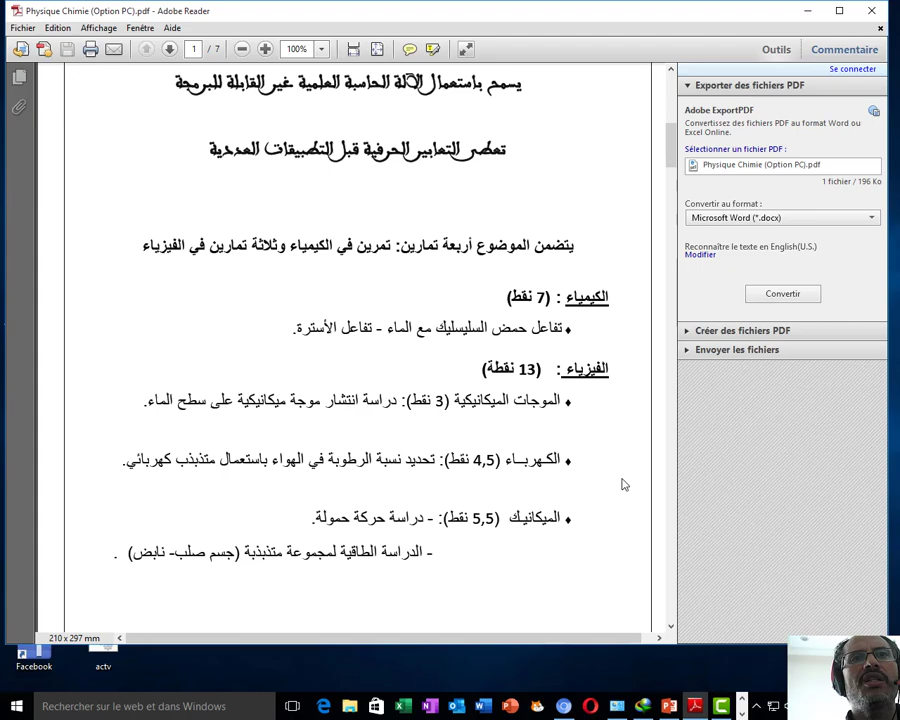 Physique Chimie (Option PC).pdf - Adobe Reader
Fichier Edition Affichage Fenêtre Aide
1 / 7 100% Outils Commentaire
Se connecter
يسمح باستعمال الآلة الحاسبة العلمية غير القابلة للبرمجة
تعطى التعابير الحرفية قبل التطبيقات العددية
يتضمن الموضوع أربعة تمارين: تمرين في الكيمياء وثلاثة تمارين في الفيزياء
الكيمياء : (7 نقط)
♦ تفاعل حمض السليسليك مع الماء - تفاعل الأسترة.
الفيزياء : (13 نقطة)
♦ الموجات الميكانيكية (3 نقط): دراسة انتشار موجة ميكانيكية على سطح الماء.
♦ الكـهربــاء (4,5 نقط): تحديد نسبة الرطوبة في الهواء باستعمال متذبذب كهربائي.
♦ الميكانيـك (5,5 نقط): - دراسة حركة حمولة.
- الدراسة الطاقية لمجموعة متذبذبة (جسم صلب- نابض) .
210 x 297 mm
Exporter des fichiers PDF
Adobe ExportPDF
Convertissez des fichiers PDF au format Word ou
Excel Online.
Sélectionner un fichier PDF :
Physique Chimie (Option PC).pdf
1 fichier / 196 Ko
Convertir au format:
Microsoft Word (*.docx)
Reconnaître le texte en English(U.S.)
Modifier
Convertir
Créer des fichiers PDF
Envoyer les fichiers
Facebook actv
Rechercher sur le web et dans Windows